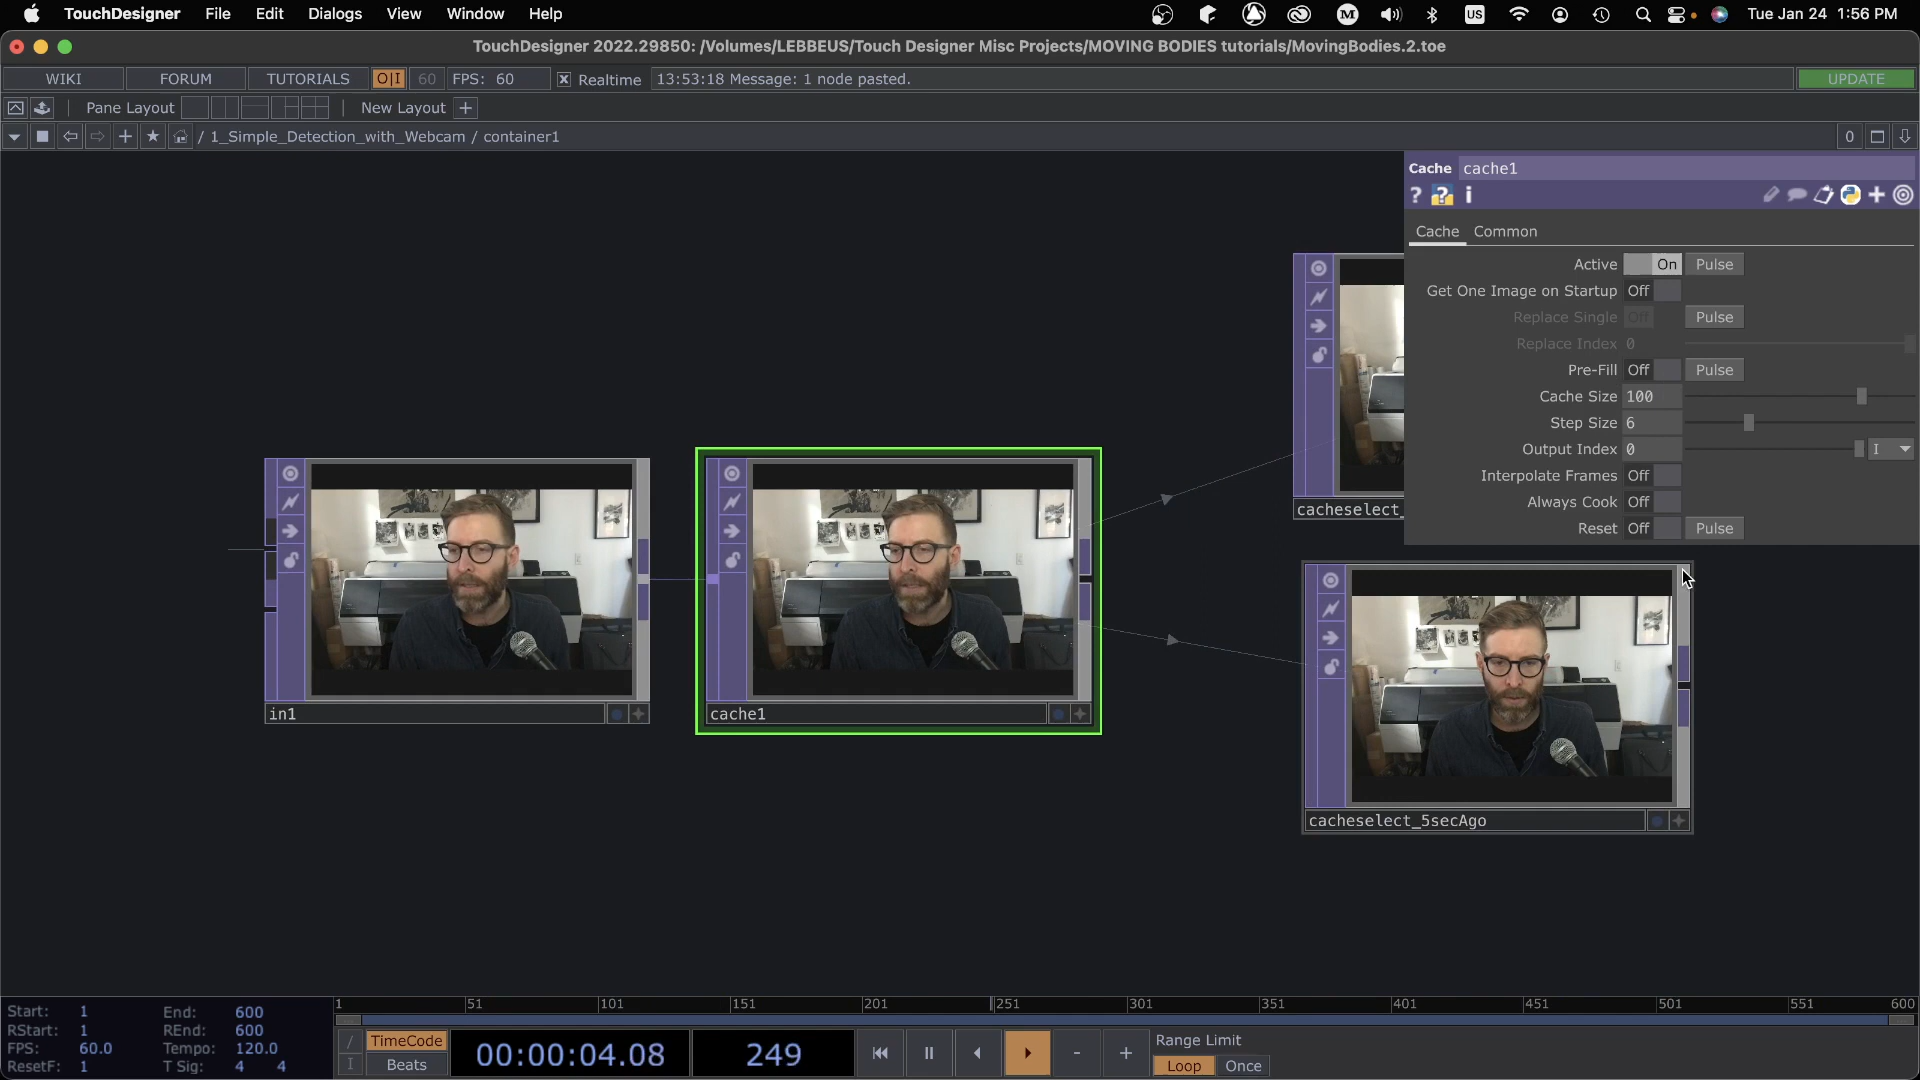 TouchDesigner File Edit Dialogs View Window Help US Tue Jan 24 1:56 PM
TouchDesigner 2022.29850: /Volumes/LEBBEUS/Touch Designer Misc Projects/MOVING BODIES tutorials/MovingBodies.2.toe
WIKI FORUM TUTORIALS O|I 60 FPS: 60 Realtime 13:53:18 Message: 1 node pasted. UPDATE
Pane Layout New Layout +
/ 1_Simple_Detection_with_Webcam / container1 0
Cache cache1
? ? i
Cache Common
Active On Pulse
Get One Image on Startup Off
Replace Single Off Pulse
Replace Index 0
Pre-Fill Off Pulse
Cache Size 100
Step Size 6
Output Index 0 I
Interpolate Frames Off
Always Cook Off
Reset Off Pulse
cacheselect_
in1
cache1
cacheselect_5secAgo
1 51 101 151 201 251 301 351 401 451 501 551 600
Start: 1 End: 600
RStart: 1 REnd: 600
FPS: 60.0 Tempo: 120.0
ResetF: 1 T Sig: 4 4
/ TimeCode
I Beats
00:00:04.08 249
- +
Range Limit
Loop Once